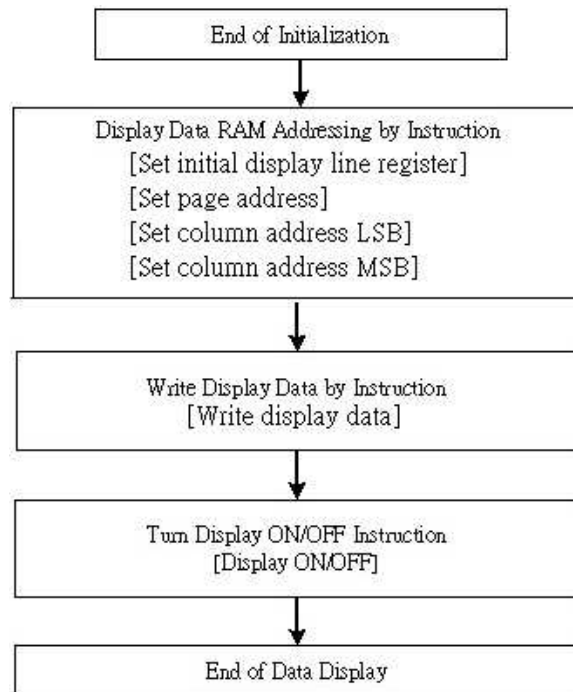 End of Initialization
Display Data RAM Addressing by Instruction
[Set initial display line register]
[Set page address]
[Set column address LSB]
[Set column address MSB]
Write Display Data by Instruction
[Write display data]
Turn Display ON/OFF Instruction
[Display ON/OFF]
End of Data Display